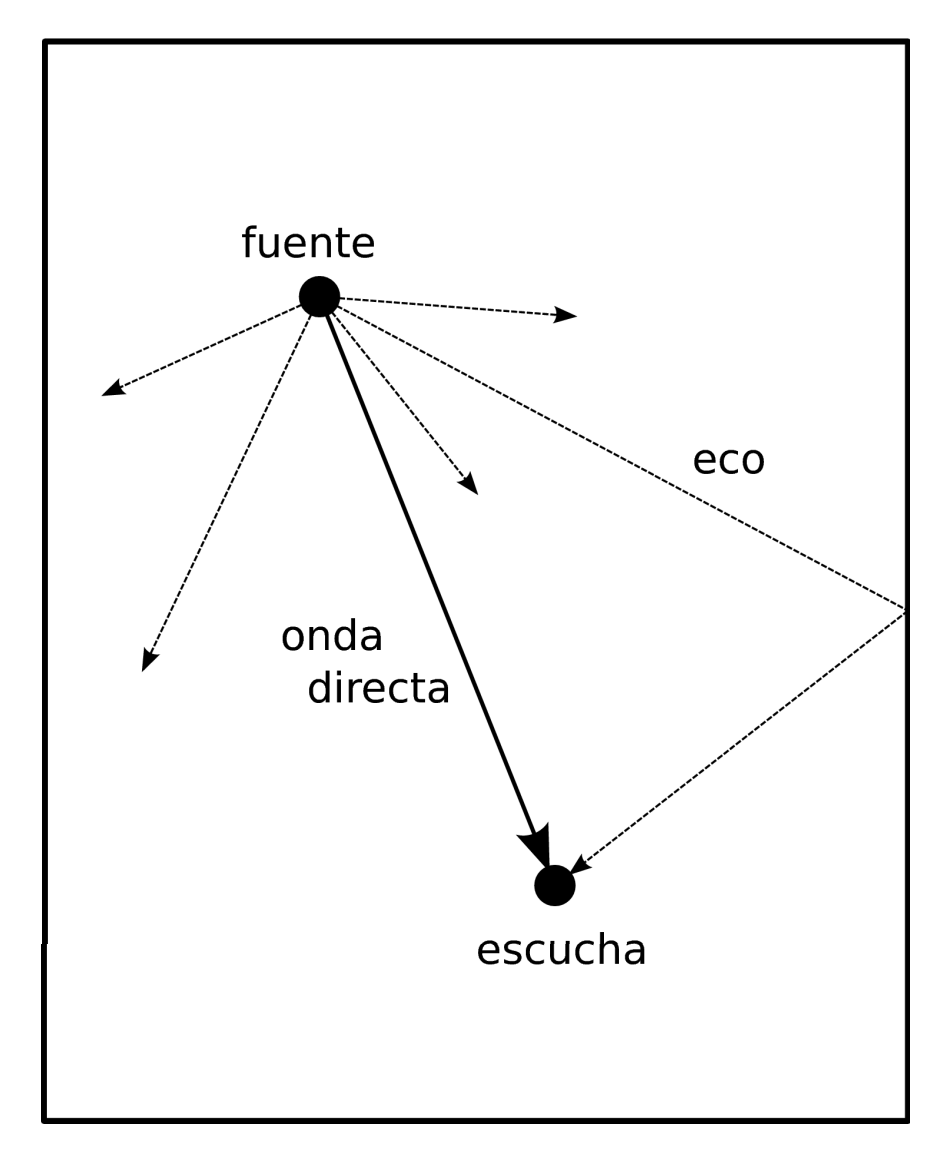 fuente
eco
onda
directa
escucha